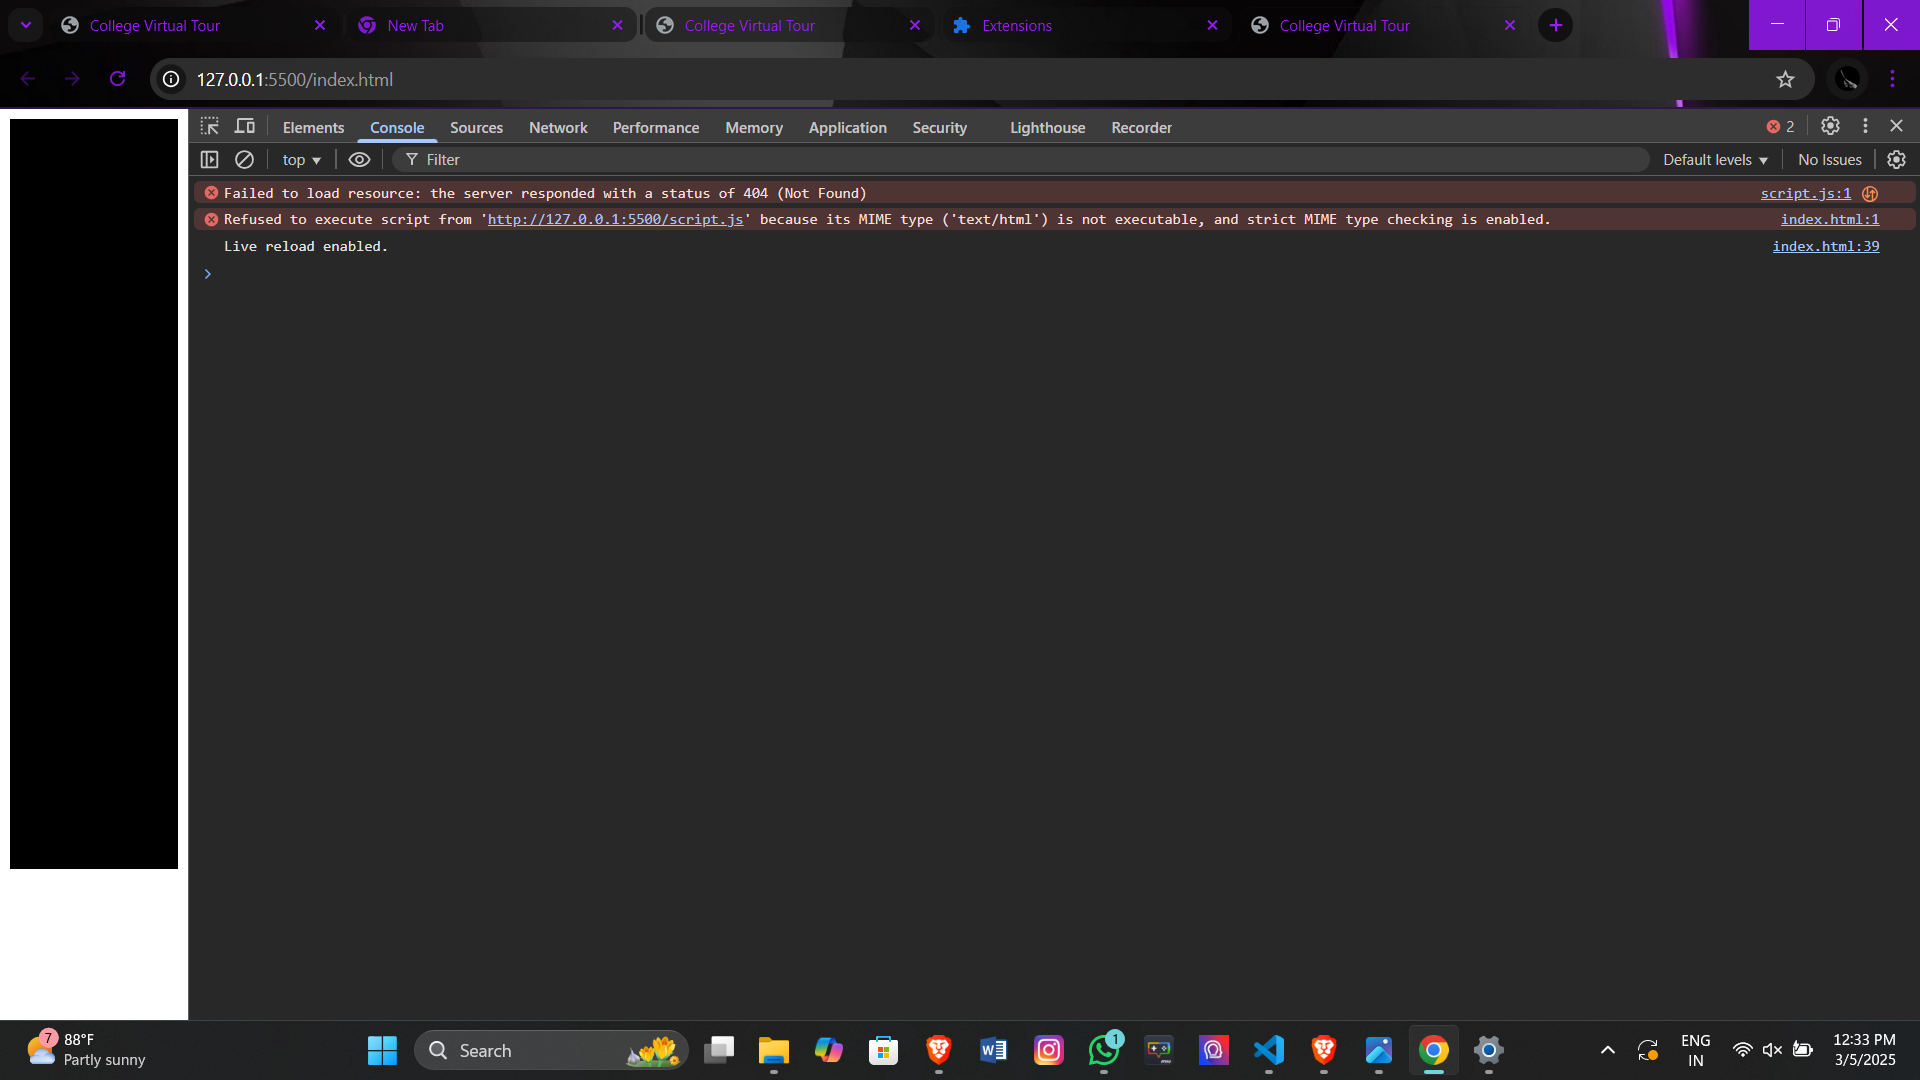 College Virtual Tour
New Tab
College Virtual Tour
Extensions
College Virtual Tour
127.0.0.1:5500/index.html
Elements Console Sources Network Performance Memory Application Security Lighthouse Recorder 2
top Filter Default levels No Issues
Failed to load resource: the server responded with a status of 404 (Not Found) script.js:1
Refused to execute script from 'http://127.0.0.1:5500/script.js' because its MIME type ('text/html') is not executable, and strict MIME type checking is enabled. index.html:1
Live reload enabled. index.html:39
7
88°F
Partly sunny
Search
1
ENG
IN
12:33 PM
3/5/2025